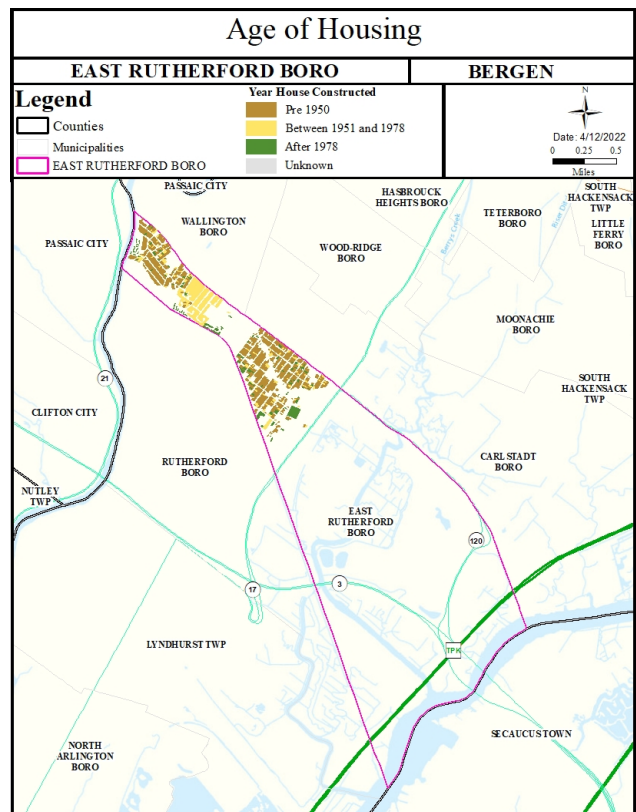 Age of Housing
EAST RUTHERFORD BORO
BERGEN
Legend
Counties
Municipalities
EAST RUTHERFORD BORO
Year House Constructed
Pre 1950
Between 1951 and 1978
After 1978
Unknown
N
Date: 4/12/2022
0 0.25 0.5
Miles
PASSAIC CITY
WALLINGTON
BORO
HASBROUCK
HEIGHTS BORO
TETERBORO
BORO
SOUTH
HACKENSACK
TWP
LITTLE
FERRY
BORO
PASSAIC CITY
WOOD-RIDGE
BORO
Berrys Creek
MOONACHIE
BORO
21
SOUTH
HACKENSACK
TWP
CLIFTON CITY
RUTHERFORD
BORO
CARLSTADT
BORO
NUTLEY
TWP
EAST
RUTHERFORD
BORO
120
17
3
LYNDHURST TWP
TPK
SECAUCUS TOWN
NORTH
ARLINGTON
BORO